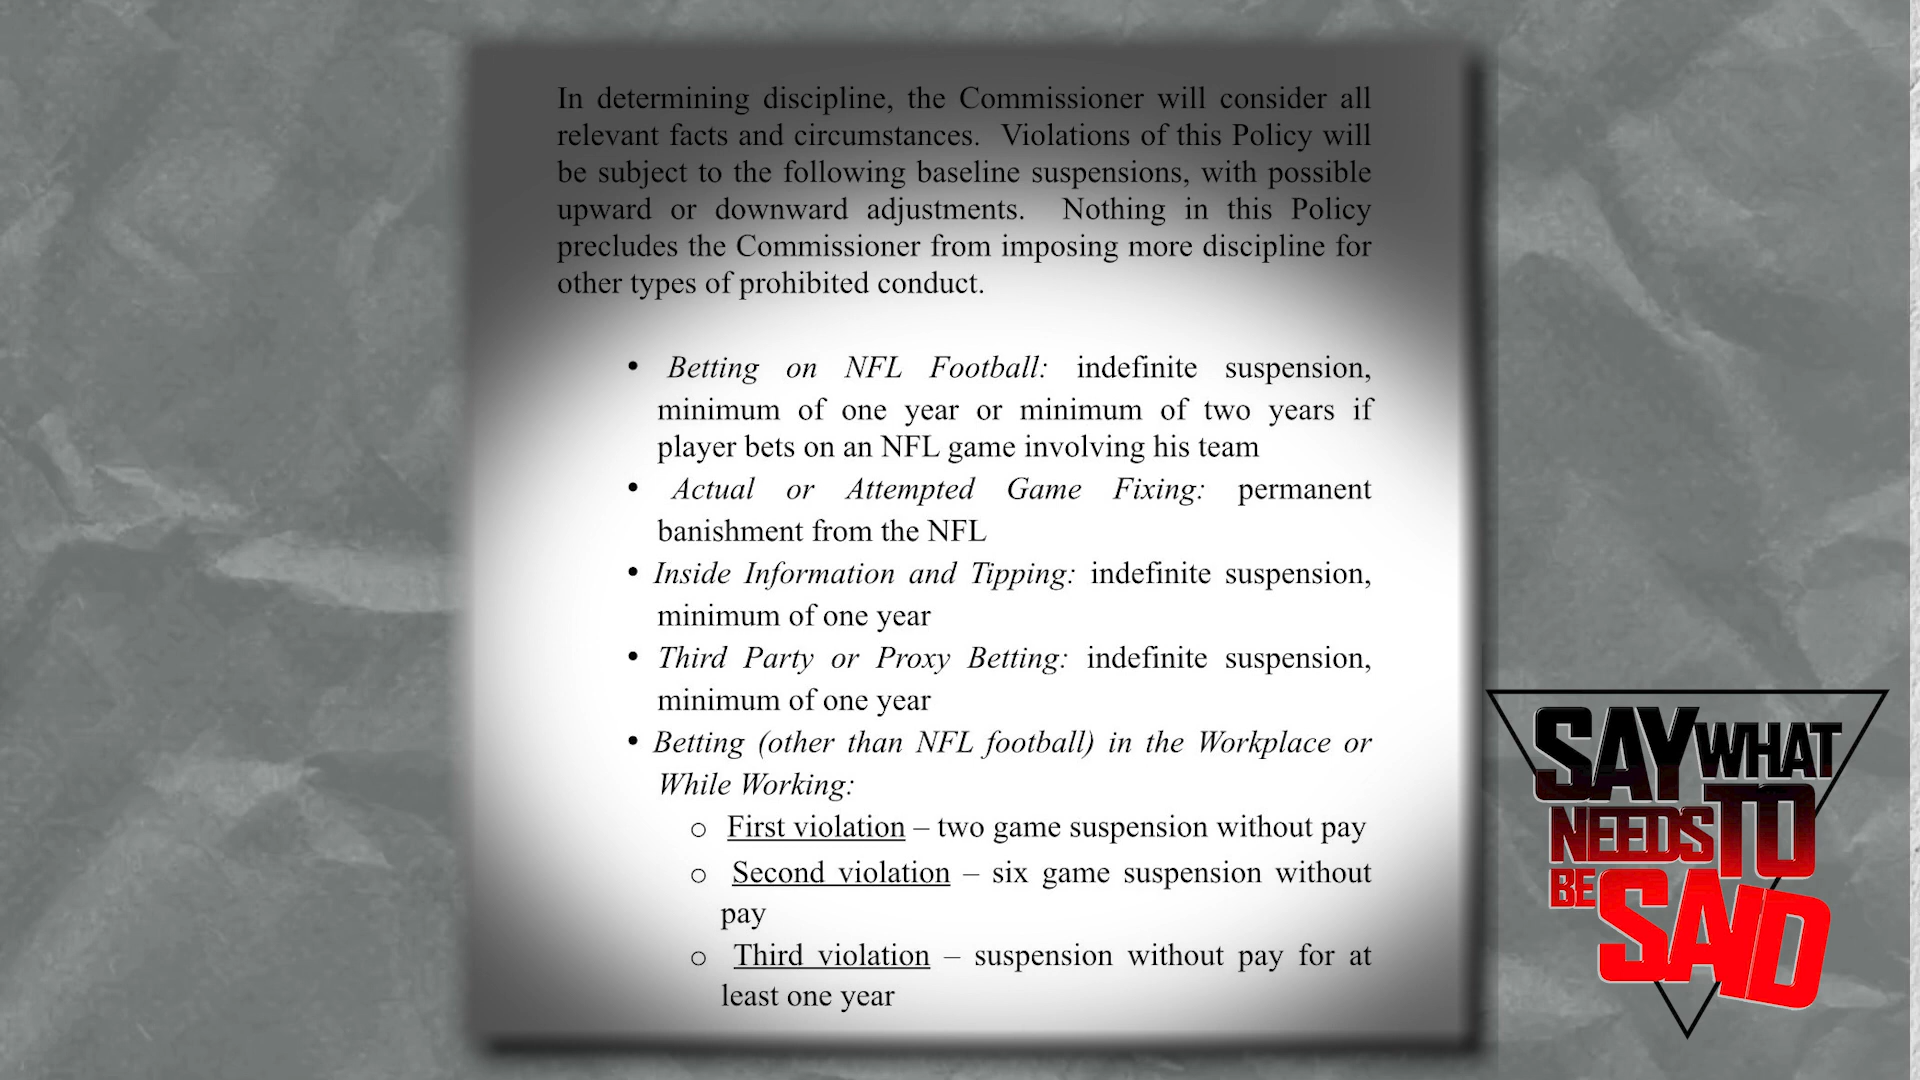 In determining discipline, the Commissioner will consider all
relevant facts and circumstances. Violations of this Policy will
be subject to the following baseline suspensions, with possible
upward or downward adjustments. Nothing in this Policy
precludes the Commissioner from imposing more discipline for
other types of prohibited conduct.
• Betting on NFL Football: indefinite suspension,
minimum of one year or minimum of two years if
player bets on an NFL game involving his team
• Actual or Attempted Game Fixing: permanent
banishment from the NFL
• Inside Information and Tipping: indefinite suspension,
minimum of one year
• Third Party or Proxy Betting: indefinite suspension,
minimum of one year
• Betting (other than NFL football) in the Workplace or
While Working:
o First violation – two game suspension without pay
o Second violation – six game suspension without
pay
o Third violation – suspension without pay for at
least one year
SAY WHAT
NEEDS TO
BE SAID